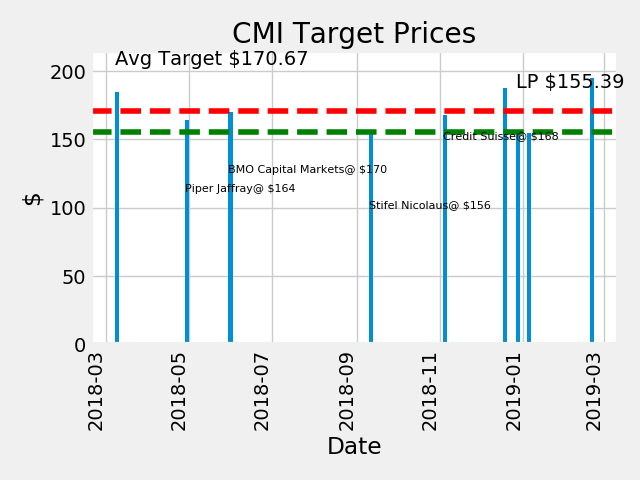 CMI Target Prices
Avg Target $170.67
LP $155.39
Credit Suisse@ $168
BMO Capital Markets@ $170
Piper Jaffray@ $164
Stifel Nicolaus@ $156
$
200
150
100
50
0
2018-03
2018-05
2018-07
2018-09
2018-11
2019-01
2019-03
Date